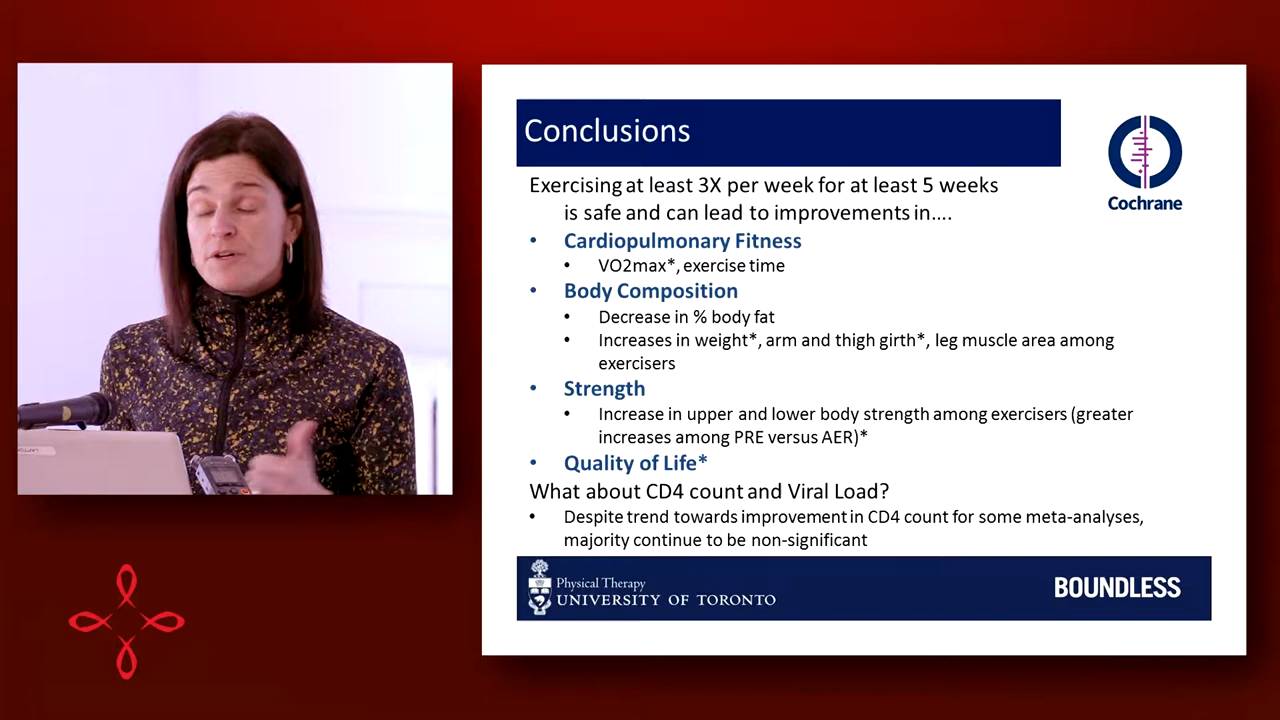 Conclusions
Cochrane
Exercising at least 3X per week for at least 5 weeks
is safe and can lead to improvements in....
• Cardiopulmonary Fitness
• VO2max*, exercise time
• Body Composition
• Decrease in % body fat
• Increases in weight*, arm and thigh girth*, leg muscle area among
exercisers
• Strength
• Increase in upper and lower body strength among exercisers (greater
increases among PRE versus AER)*
• Quality of Life*
What about CD4 count and Viral Load?
• Despite trend towards improvement in CD4 count for some meta-analyses,
majority continue to be non-significant
Physical Therapy
UNIVERSITY OF TORONTO
BOUNDLESS